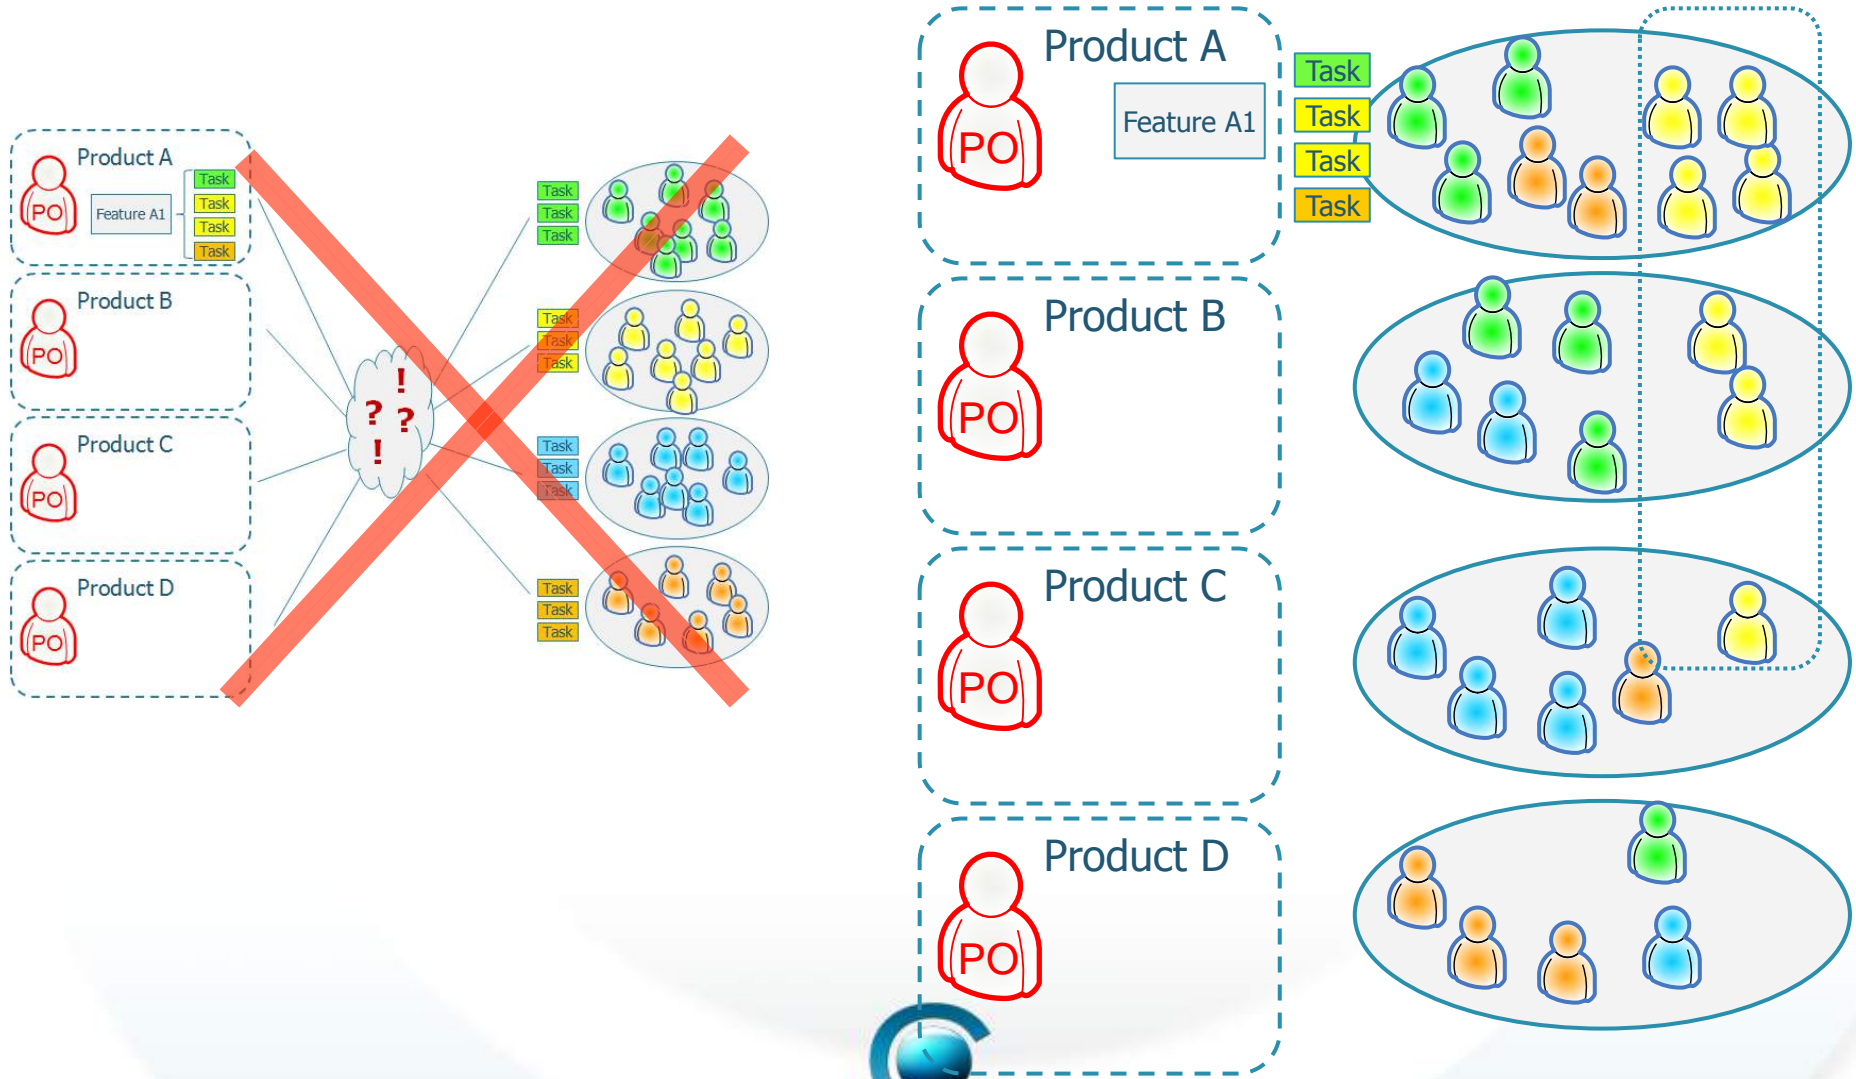 Product A
PO
Feature A1
Task
Task
Task
Task
Product B
PO
Product C
PO
Product D
PO
!
? ?
!
Task
Task
Task
Task
Task
Task
Task
Task
Task
Task
Task
Task
Product A
PO
Feature A1
Task
Task
Task
Task
Product B
PO
Product C
PO
Product D
PO